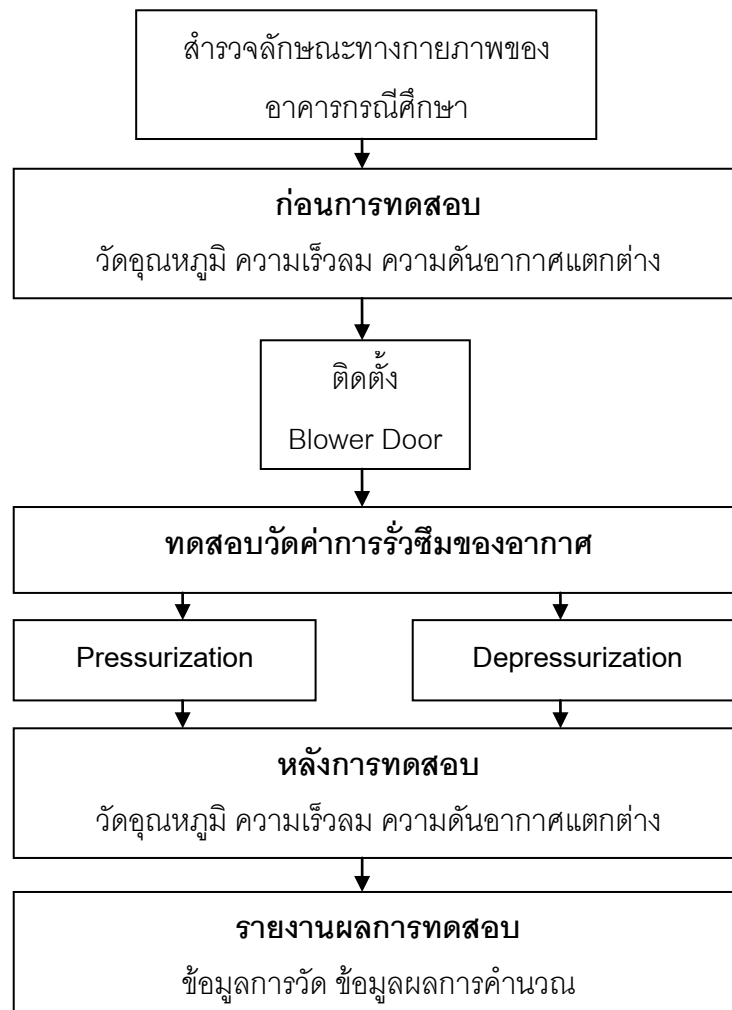 สำรวจลักษณะทางกายภาพของ
อาคารกรณีศึกษา
ก่อนการทดสอบ
วัดอุณหภูมิ ความเร็วลม ความดันอากาศแตกต่าง
ติดตั้ง
Blower Door
ทดสอบวัดค่าการรั่วซึมของอากาศ
Pressurization
Depressurization
หลังการทดสอบ
วัดอุณหภูมิ ความเร็วลม ความดันอากาศแตกต่าง
รายงานผลการทดสอบ
ข้อมูลการวัด ข้อมูลผลการคำนวณ